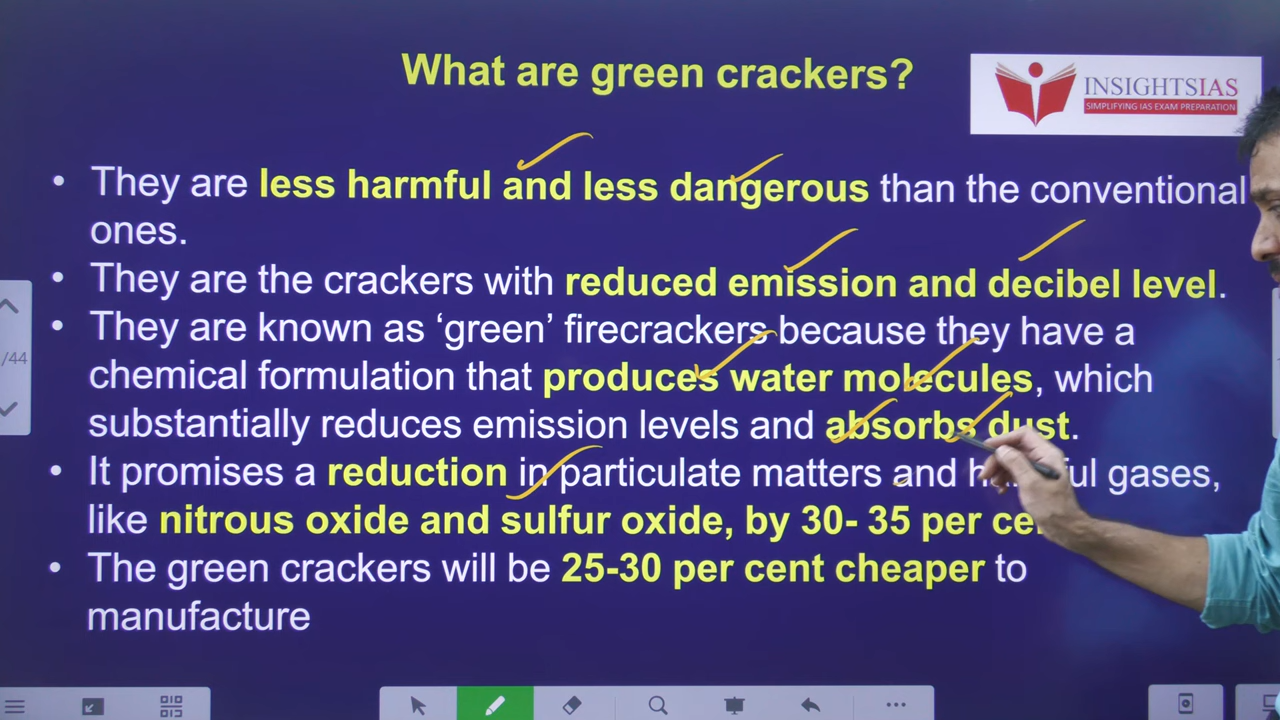 What are green crackers?
INSIGHTSIAS
SIMPLIFYING IAS EXAM PREPARATION
• They are less harmful and less dangerous than the conventional
ones.
• They are the crackers with reduced emission and decibel level.
• They are known as ‘green’ firecrackers because they have a
chemical formulation that produces water molecules, which
substantially reduces emission levels and absorbs dust.
• It promises a reduction in particulate matters and gases,
like nitrous oxide and sulfur oxide, by 30- 35 per
• The green crackers will be 25-30 per cent cheaper to
manufacture
/44